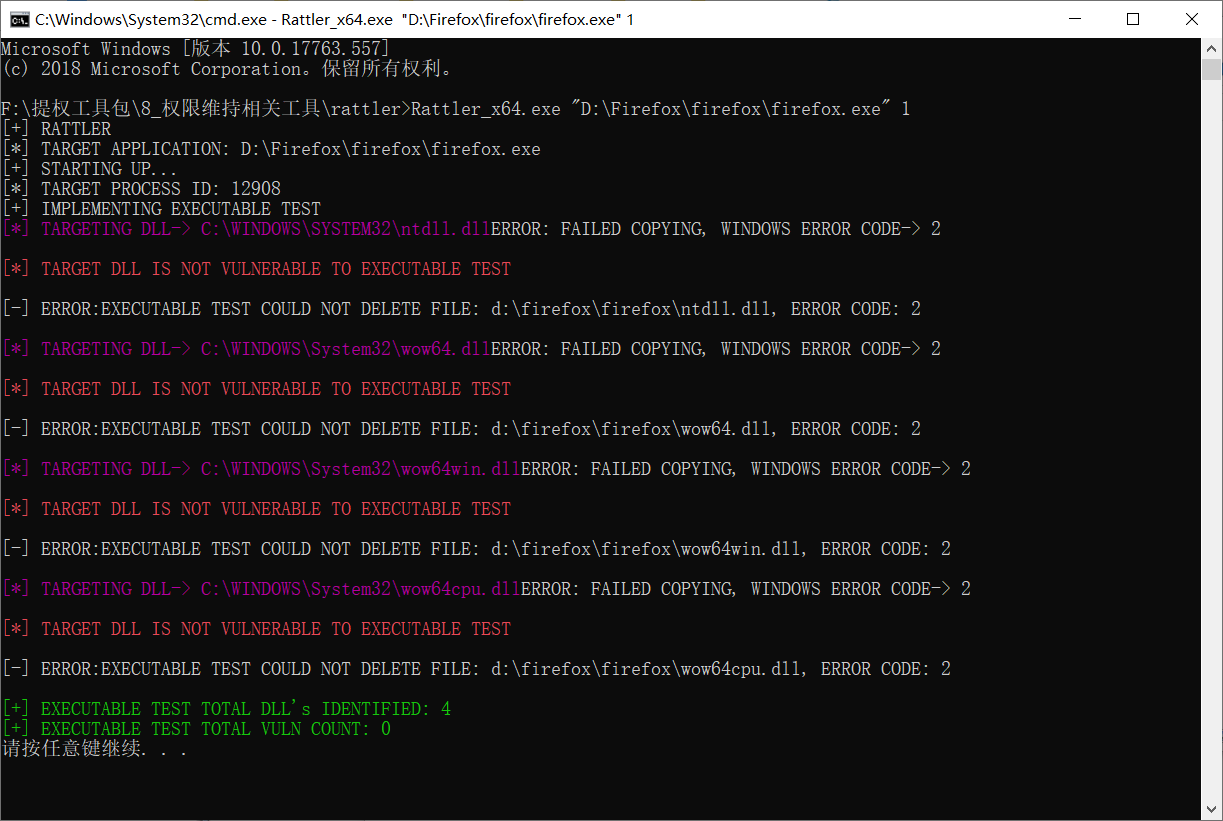 C:\Windows\System32\cmd.exe - Rattler_x64.exe  "D:\Firefox\firefox\firefox.exe" 1
Microsoft Windows [版本 10.0.17763.557]
(c) 2018 Microsoft Corporation。保留所有权利。
F:\提权工具包\8_权限维持相关工具\rattler>Rattler_x64.exe "D:\Firefox\firefox\firefox.exe" 1
[+] RATTLER
[*] TARGET APPLICATION: D:\Firefox\firefox\firefox.exe
[+] STARTING UP...
[*] TARGET PROCESS ID: 12908
[+] IMPLEMENTING EXECUTABLE TEST
[*] TARGETING DLL-> C:\WINDOWS\SYSTEM32\ntdll.dllERROR: FAILED COPYING, WINDOWS ERROR CODE-> 2
[*] TARGET DLL IS NOT VULNERABLE TO EXECUTABLE TEST
[-] ERROR:EXECUTABLE TEST COULD NOT DELETE FILE: d:\firefox\firefox\ntdll.dll, ERROR CODE: 2
[*] TARGETING DLL-> C:\WINDOWS\System32\wow64.dllERROR: FAILED COPYING, WINDOWS ERROR CODE-> 2
[*] TARGET DLL IS NOT VULNERABLE TO EXECUTABLE TEST
[-] ERROR:EXECUTABLE TEST COULD NOT DELETE FILE: d:\firefox\firefox\wow64.dll, ERROR CODE: 2
[*] TARGETING DLL-> C:\WINDOWS\System32\wow64win.dllERROR: FAILED COPYING, WINDOWS ERROR CODE-> 2
[*] TARGET DLL IS NOT VULNERABLE TO EXECUTABLE TEST
[-] ERROR:EXECUTABLE TEST COULD NOT DELETE FILE: d:\firefox\firefox\wow64win.dll, ERROR CODE: 2
[*] TARGETING DLL-> C:\WINDOWS\System32\wow64cpu.dllERROR: FAILED COPYING, WINDOWS ERROR CODE-> 2
[*] TARGET DLL IS NOT VULNERABLE TO EXECUTABLE TEST
[-] ERROR:EXECUTABLE TEST COULD NOT DELETE FILE: d:\firefox\firefox\wow64cpu.dll, ERROR CODE: 2
[+] EXECUTABLE TEST TOTAL DLL's IDENTIFIED: 4
[+] EXECUTABLE TEST TOTAL VULN COUNT: 0
请按任意键继续. . .